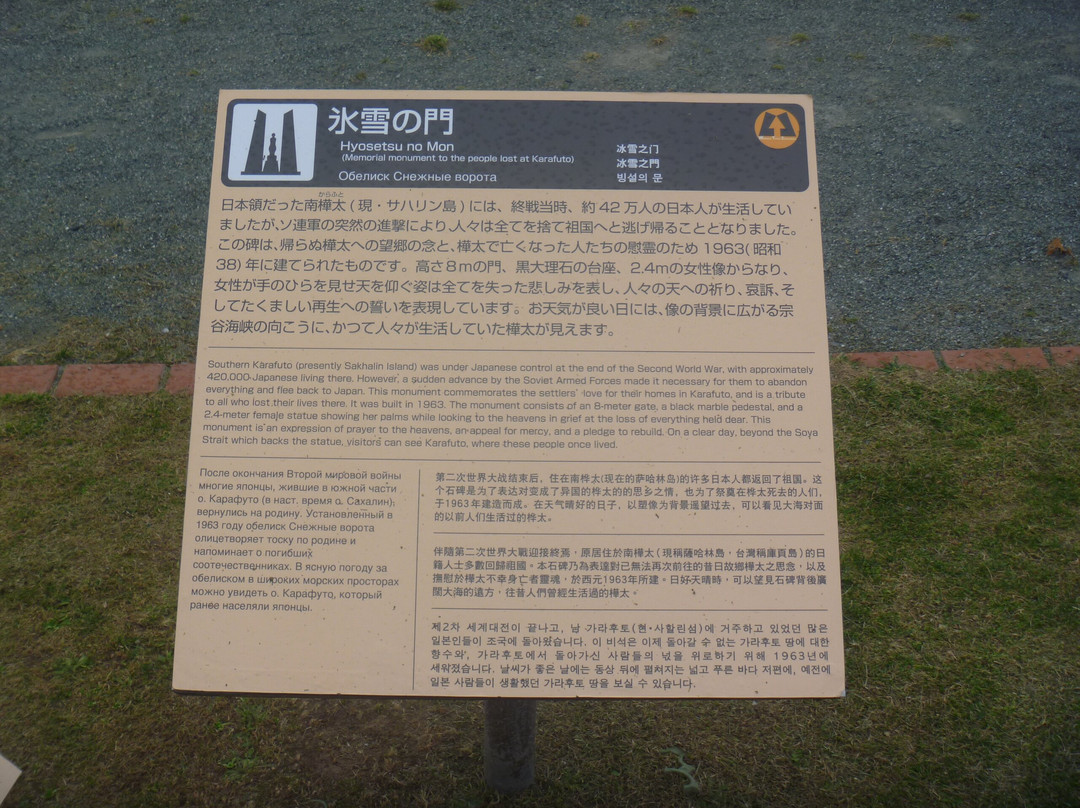 氷雪の門
Hyosetsu no Mon
(Memorial monument to the people lost at Karafuto)
Обелиск Снежные ворота
冰雪之门
冰雪之門
빙설의 문
からふと
日本領だった南樺太(現・サハリン島)には、終戦当時、約42万人の日本人が生活してい
ましたが、ソ連軍の突然の進撃により、人々は全てを捨て祖国へと逃げ帰ることとなりました。
この碑は、帰らぬ樺太への望郷の念と、樺太で亡くなった人たちの慰霊のため1963(昭和
38)年に建てられたものです。高さ8mの門、黒大理石の台座、2.4mの女性像からなり、
女性が手のひらを見せ天を仰ぐ姿は全てを失った悲しみを表し、人々の天への祈り、哀訴、そ
してたくましい再生への誓いを表現しています。お天気が良い日には、像の背景に広がる宗
谷海峡の向こうに、かつて人々が生活していた樺太が見えます。
Southern Karafuto (presently Sakhalin Island) was under Japanese control at the end of the Second World War, with approximately
420,000 Japanese living there. However, a sudden advance by the Soviet Armed Forces made it necessary for them to abandon
everything and flee back to Japan. This monument commemorates the settlers' love for their homes in Karafuto, and is a tribute
to all who lost their lives there. It was built in 1963. The monument consists of an 8-meter gate, a black marble pedestal, and a
2.4-meter female statue showing her palms while looking to the heavens in grief at the loss of everything held dear. This
monument is an expression of prayer to the heavens, an appeal for mercy, and a pledge to rebuild. On a clear day, beyond the Soya
Strait which backs the statue, visitors can see Karafuto, where these people once lived.
После окончания Второй мировой войны
многие японцы, жившие в южной части
о. Карафуто (в наст. время о. Сахалин),
вернулись на родину. Установленный в
1963 году обелиск Снежные ворота
олицетворяет тоску по родине и
напоминает о погибших
соотечественниках. В ясную погоду за
обелиском в широких морских просторах
можно увидеть о. Карафуто, который
ранее населяли японцы.
第二次世界大战结束后，住在南桦太(现在的萨哈林岛)的许多日本人都返回了祖国。这
个石碑是为了表达对变成了异国的桦太的的思乡之情，也为了祭奠在桦太死去的人们，
于1963年建造而成。在天气晴好的日子，以塑像为背景遥望过去，可以看见大海对面
的以前人们生活过的桦太。
伴隨第二次世界大戰迎接終焉，原居住於南樺太（現稱薩哈林島，台灣稱庫頁島）的日
籍人士多數回歸祖國。本石碑乃為表達對已無法再次前往的昔日故鄉樺太之思念，以及
撫慰於樺太不幸身亡者靈魂，於西元1963年所建。日好天晴時，可以望見石碑背後廣
闊大海的遠方，往昔人們曾經生活過的樺太。
제2차 세계대전이 끝나고, 남 가라후토(현·사할린섬)에 거주하고 있었던 많은
일본인들이 조국에 돌아왔습니다. 이 비석은 이제 돌아갈 수 없는 가라후토 땅에 대한
향수와, 가라후토에서 돌아가신 사람들의 넋을 위로하기 위해 1963년에
세워졌습니다. 날씨가 좋은 날에는 동상 뒤에 펼쳐지는 넓고 푸른 바다 저편에, 예전에
일본 사람들이 생활했던 가라후토 땅을 보실 수 있습니다.